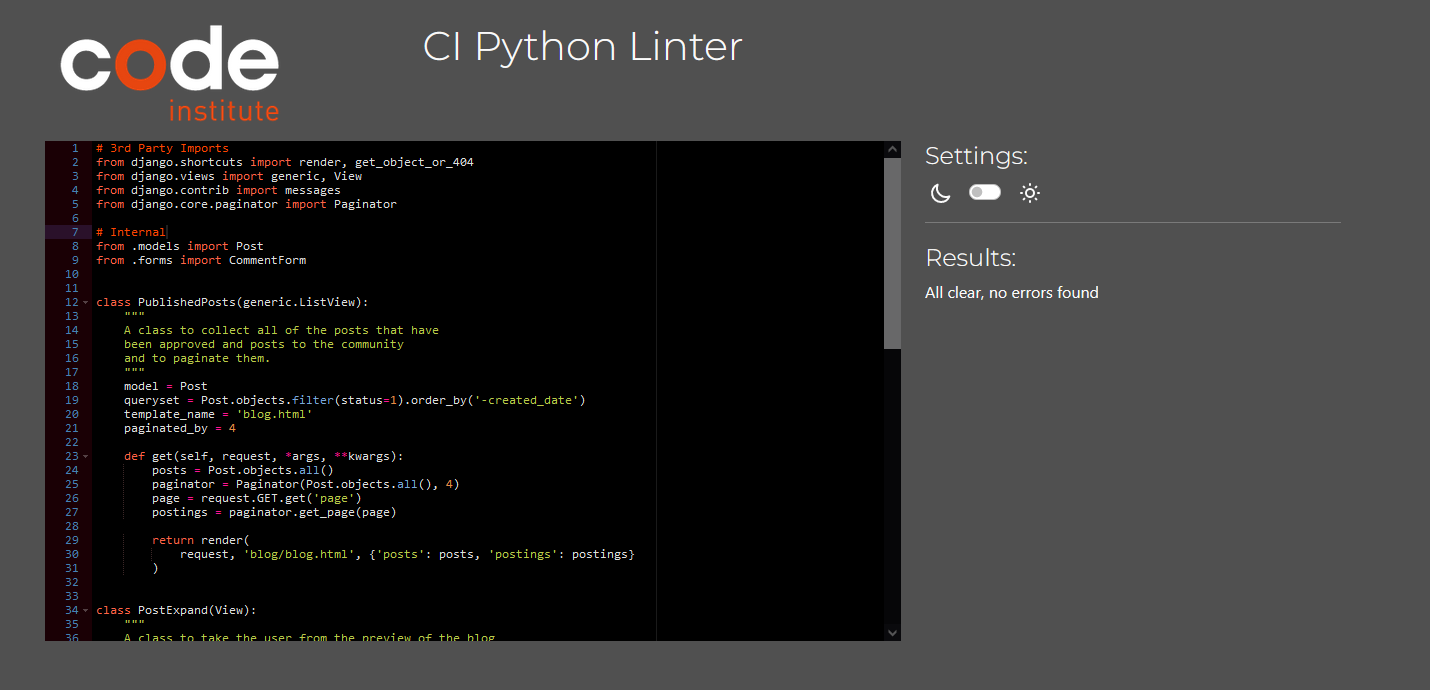 code
institute
CI Python Linter
1 # 3rd Party Imports
2 from django.shortcuts import render, get_object_or_404
3 from django.views import generic, View
4 from django.contrib import messages
5 from django.core.paginator import Paginator
6
7 # Internal
8 from .models import Post
9 from .forms import CommentForm
10
11
12 class PublishedPosts(generic.ListView):
13     """
14     A class to collect all of the posts that have
15     been approved and posts to the community
16     and to paginate them.
17     """
18     model = Post
19     queryset = Post.objects.filter(status=1).order_by('-created_date')
20     template_name = 'blog.html'
21     paginated_by = 4
22
23     def get(self, request, *args, **kwargs):
24         posts = Post.objects.all()
25         paginator = Paginator(Post.objects.all(), 4)
26         page = request.GET.get('page')
27         postings = paginator.get_page(page)
28
29         return render(
30             request, 'blog/blog.html', {'posts': posts, 'postings': postings}
31         )
32
33
34 class PostExpand(View):
35     """
36     A class to take the user from the preview of the blog
Settings:
Results:
All clear, no errors found